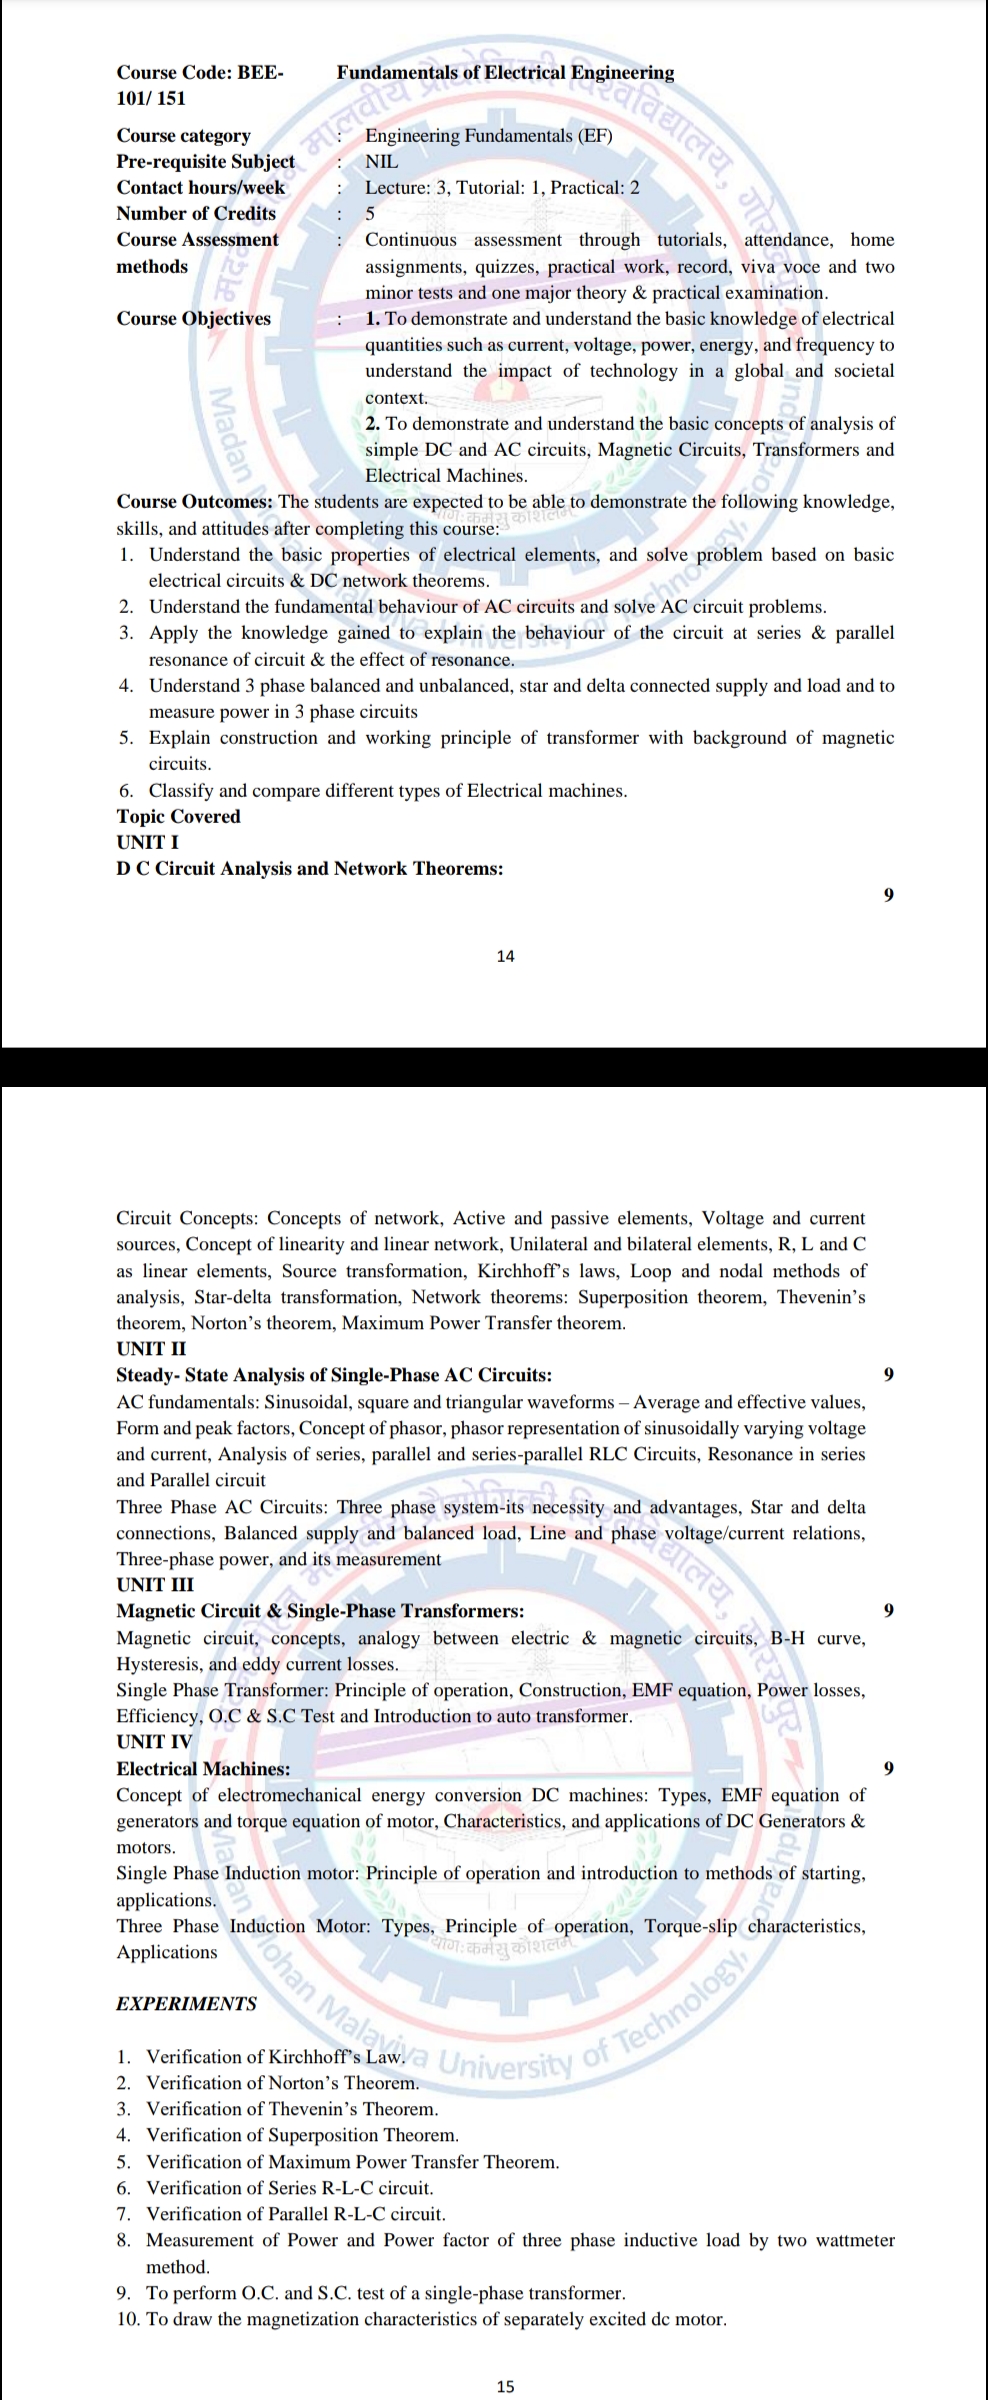 Course Code: BEE- Fundamentals of Electrical Engineering
101/ 151
Course category : Engineering Fundamentals (EF)
Pre-requisite Subject : NIL
Contact hours/week : Lecture: 3, Tutorial: 1, Practical: 2
Number of Credits : 5
Course Assessment : Continuous assessment through tutorials, attendance, home
methods assignments, quizzes, practical work, record, viva voce and two
minor tests and one major theory & practical examination.
Course Objectives : 1. To demonstrate and understand the basic knowledge of electrical
quantities such as current, voltage, power, energy, and frequency to
understand the impact of technology in a global and societal
context.
2. To demonstrate and understand the basic concepts of analysis of
simple DC and AC circuits, Magnetic Circuits, Transformers and
Electrical Machines.
Course Outcomes: The students are expected to be able to demonstrate the following knowledge,
skills, and attitudes after completing this course:
1. Understand the basic properties of electrical elements, and solve problem based on basic
electrical circuits & DC network theorems.
2. Understand the fundamental behaviour of AC circuits and solve AC circuit problems.
3. Apply the knowledge gained to explain the behaviour of the circuit at series & parallel
resonance of circuit & the effect of resonance.
4. Understand 3 phase balanced and unbalanced, star and delta connected supply and load and to
measure power in 3 phase circuits
5. Explain construction and working principle of transformer with background of magnetic
circuits.
6. Classify and compare different types of Electrical machines.
Topic Covered
UNIT I
D C Circuit Analysis and Network Theorems:
9
14
Circuit Concepts: Concepts of network, Active and passive elements, Voltage and current
sources, Concept of linearity and linear network, Unilateral and bilateral elements, R, L and C
as linear elements, Source transformation, Kirchhoff’s laws, Loop and nodal methods of
analysis, Star-delta transformation, Network theorems: Superposition theorem, Thevenin’s
theorem, Norton’s theorem, Maximum Power Transfer theorem.
UNIT II
Steady- State Analysis of Single-Phase AC Circuits: 9
AC fundamentals: Sinusoidal, square and triangular waveforms – Average and effective values,
Form and peak factors, Concept of phasor, phasor representation of sinusoidally varying voltage
and current, Analysis of series, parallel and series-parallel RLC Circuits, Resonance in series
and Parallel circuit
Three Phase AC Circuits: Three phase system-its necessity and advantages, Star and delta
connections, Balanced supply and balanced load, Line and phase voltage/current relations,
Three-phase power, and its measurement
UNIT III
Magnetic Circuit & Single-Phase Transformers: 9
Magnetic circuit, concepts, analogy between electric & magnetic circuits, B-H curve,
Hysteresis, and eddy current losses.
Single Phase Transformer: Principle of operation, Construction, EMF equation, Power losses,
Efficiency, O.C & S.C Test and Introduction to auto transformer.
UNIT IV
Electrical Machines: 9
Concept of electromechanical energy conversion DC machines: Types, EMF equation of
generators and torque equation of motor, Characteristics, and applications of DC Generators &
motors.
Single Phase Induction motor: Principle of operation and introduction to methods of starting,
applications.
Three Phase Induction Motor: Types, Principle of operation, Torque-slip characteristics,
Applications
EXPERIMENTS
1. Verification of Kirchhoff’s Law.
2. Verification of Norton’s Theorem.
3. Verification of Thevenin’s Theorem.
4. Verification of Superposition Theorem.
5. Verification of Maximum Power Transfer Theorem.
6. Verification of Series R-L-C circuit.
7. Verification of Parallel R-L-C circuit.
8. Measurement of Power and Power factor of three phase inductive load by two wattmeter
method.
9. To perform O.C. and S.C. test of a single-phase transformer.
10. To draw the magnetization characteristics of separately excited dc motor.
15
मदन मोहन मालवीय प्रौद्योगिकी विश्वविद्यालय, गोरखपुर
योगः कर्मसु कौशलम्
Madan Mohan Malaviya University of Technology, Gorakhpur